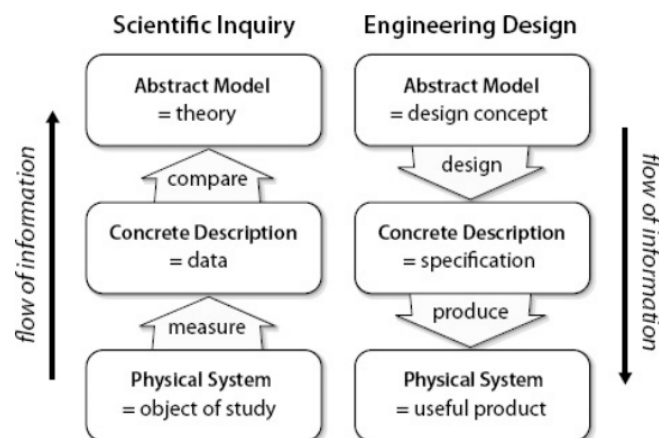 Scientific Inquiry
Engineering Design
flow of information
Abstract Model
= theory
compare
Concrete Description
= data
measure
Physical System
= object of study
Abstract Model
= design concept
design
Concrete Description
= specification
produce
Physical System
= useful product
flow of information